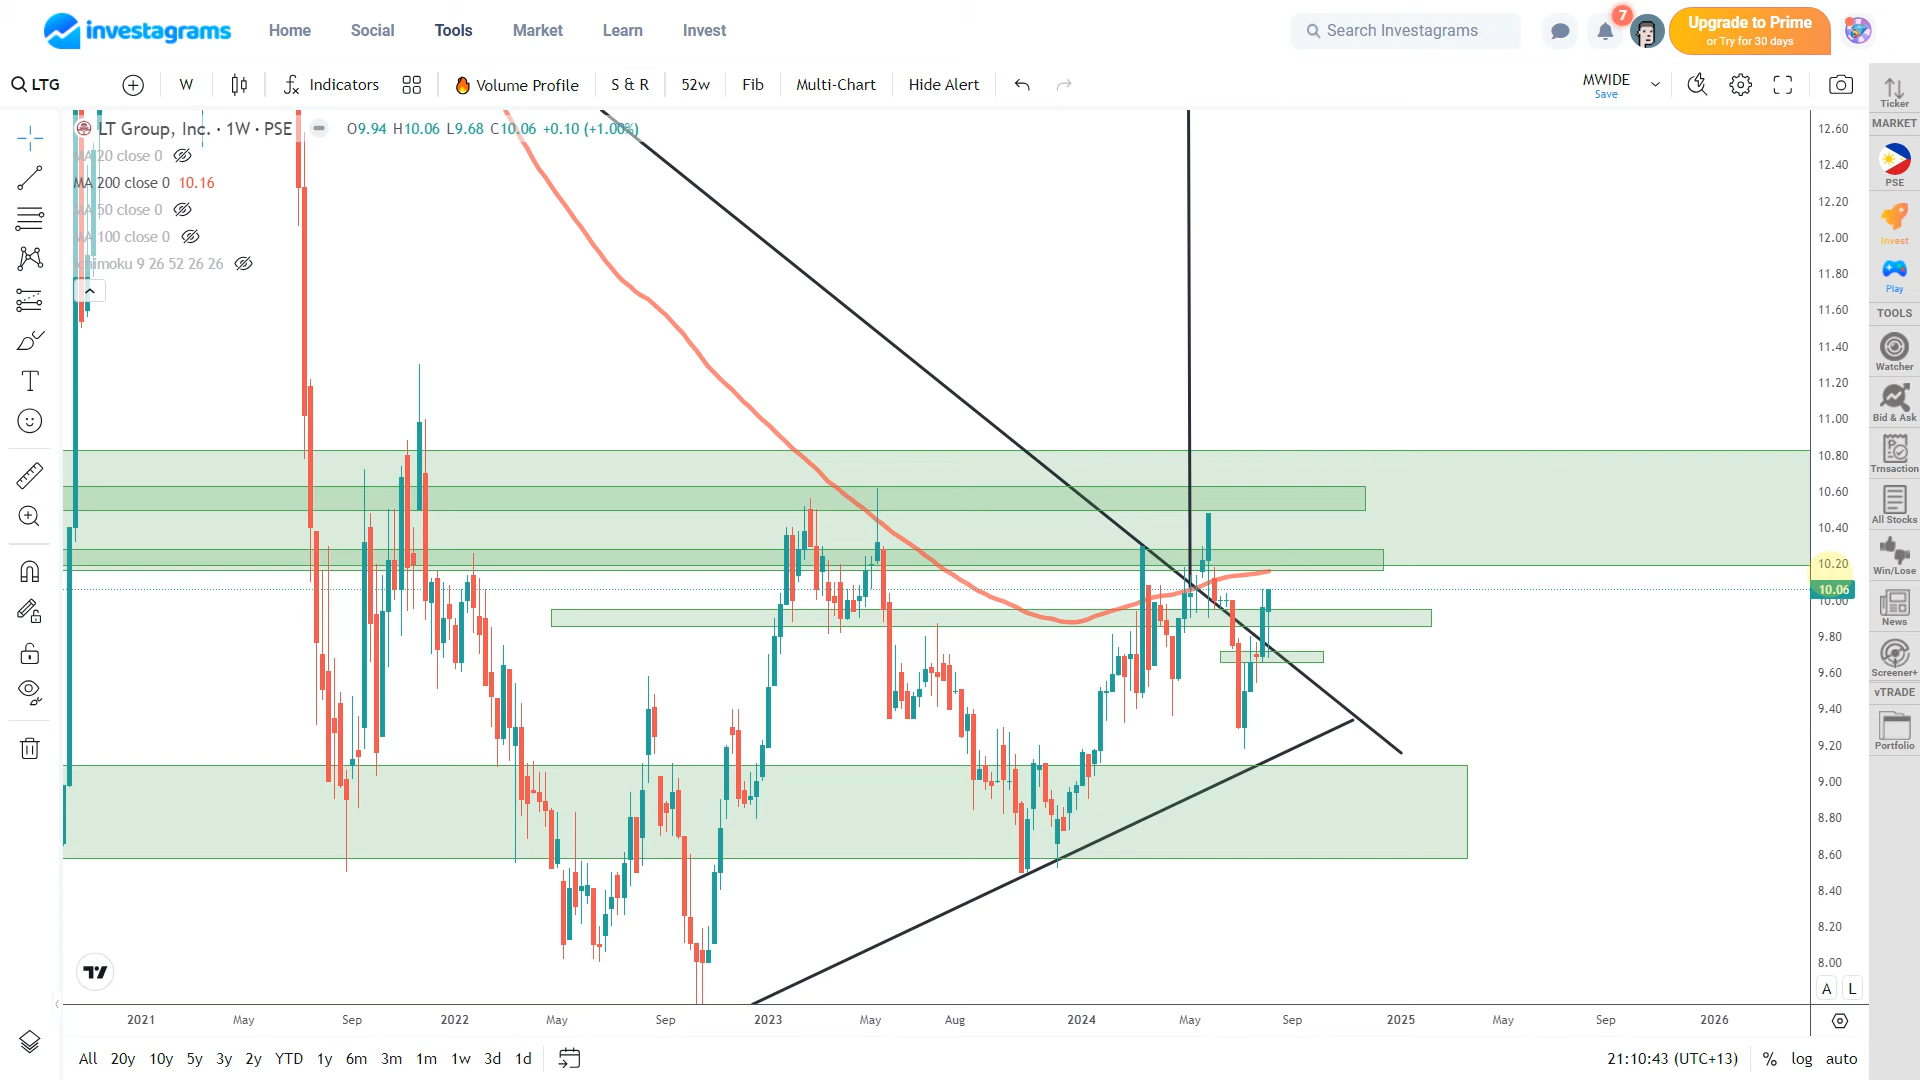 investagrams Home Social Tools Market Learn Invest Search Investagrams 7 Upgrade to Prime
or Try for 30 days
LTG W Indicators Volume Profile S & R 52w Fib Multi-Chart Hide Alert MWIDE
Save
LT Group, Inc. · 1W · PSE O9.94 H10.06 L9.68 C10.06 +0.10 (+1.00%)
MA 20 close 0
MA 200 close 0 10.16
MA 50 close 0
MA 100 close 0
Ichimoku 9 26 52 26 26
12.60
12.40
12.20
12.00
11.80
11.60
11.40
11.20
11.00
10.80
10.60
10.40
10.20
10.06
10.00
9.80
9.60
9.40
9.20
9.00
8.80
8.60
8.40
8.20
8.00
A L
Ticker
MARKET
PSE
Invest
Play
TOOLS
Watcher
Bid & Ask
Trnsaction
All Stocks
Win/Lose
News
Screener+
vTRADE
Portfolio
2021 May Sep 2022 May Sep 2023 May Aug 2024 May Sep 2025 May Sep 2026
All 20y 10y 5y 3y 2y YTD 1y 6m 3m 1m 1w 3d 1d 21:10:43 (UTC+13) % log auto